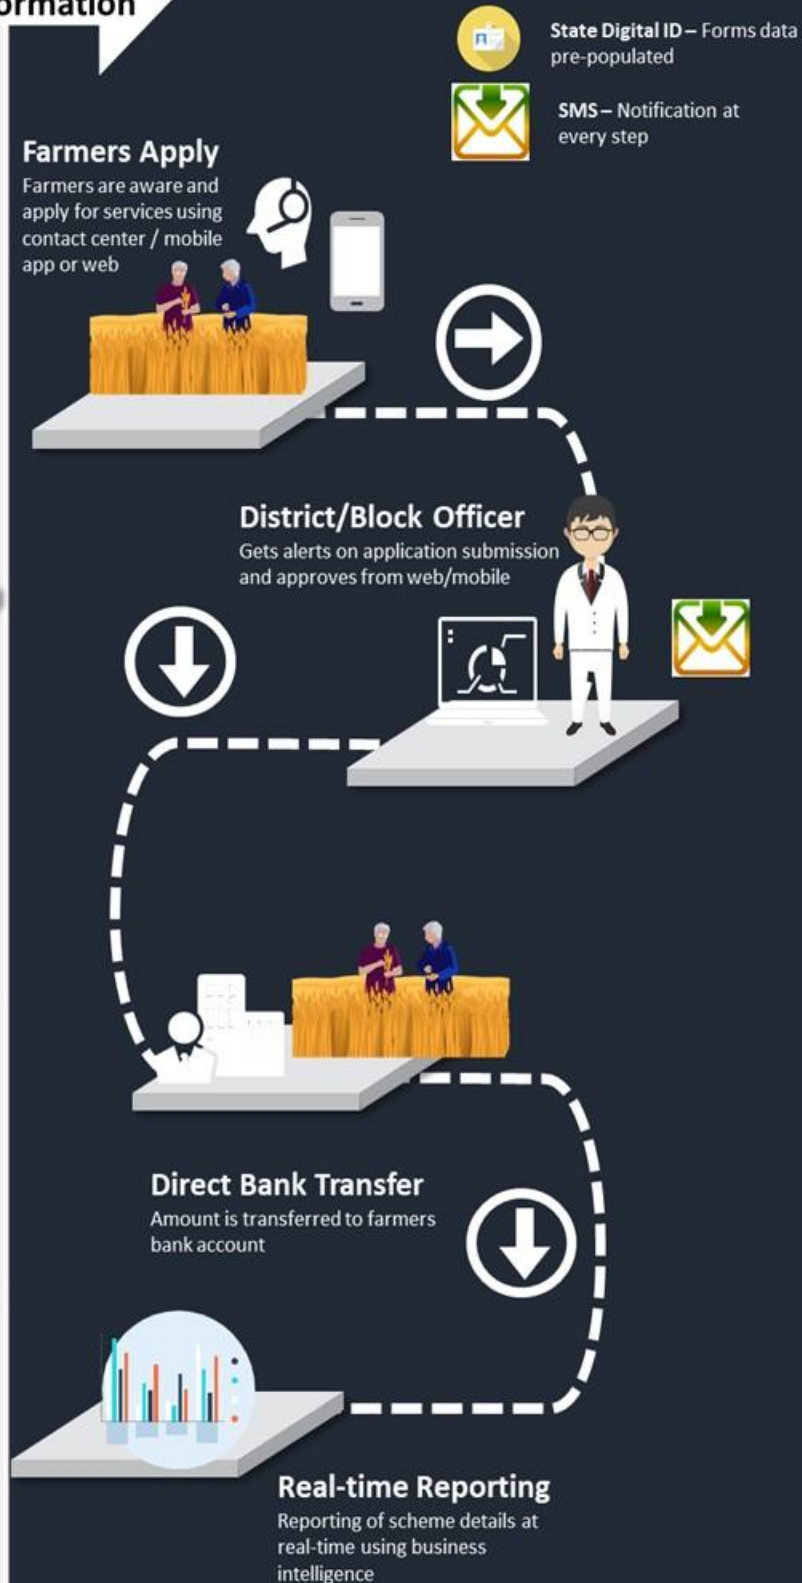 State Digital ID – Forms data
pre-populated
SMS – Notification at
every step
Farmers Apply
Farmers are aware and
apply for services using
contact center / mobile
app or web
District/Block Officer
Gets alerts on application submission
and approves from web/mobile
Direct Bank Transfer
Amount is transferred to farmers
bank account
Real-time Reporting
Reporting of scheme details at
real-time using business
intelligence